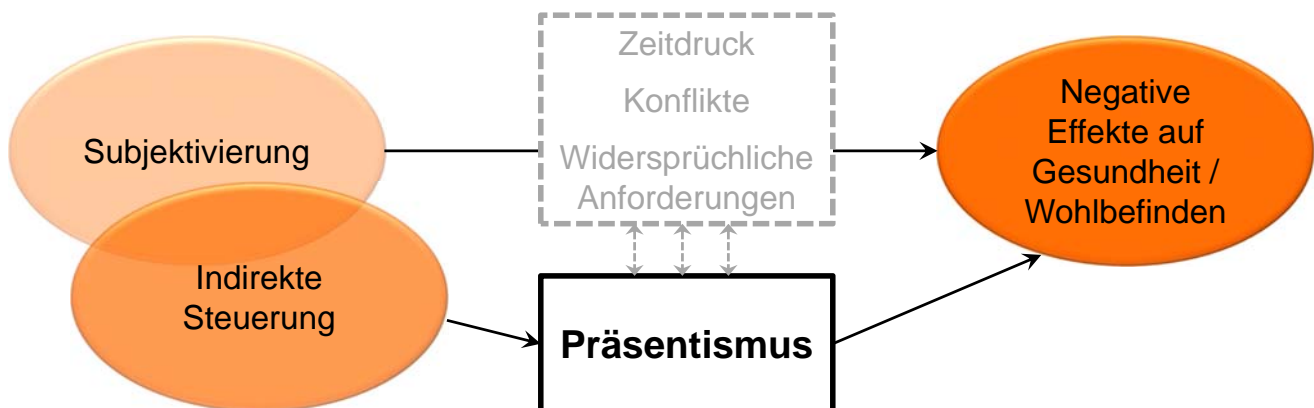 Subjektivierung
Indirekte
Steuerung
Zeitdruck
Konflikte
Widersprüchliche
Anforderungen
Präsentismus
Negative
Effekte auf
Gesundheit /
Wohlbefinden